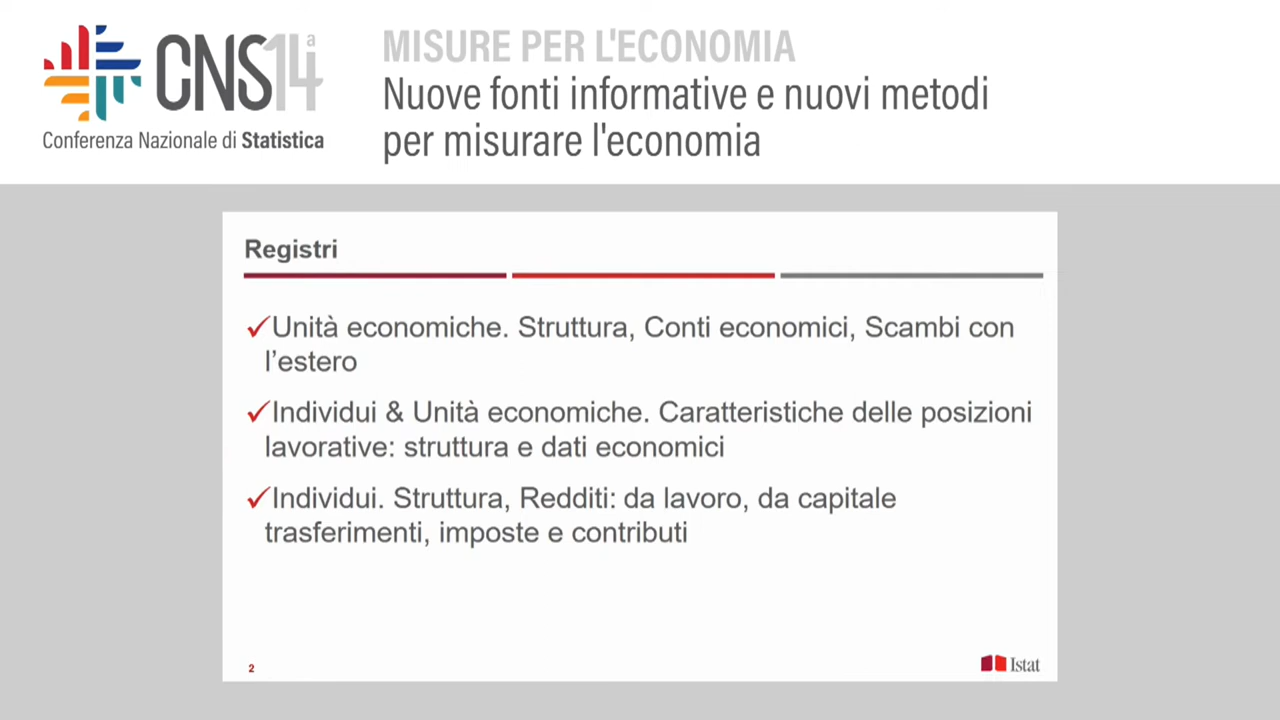 CNS14ª
Conferenza Nazionale di Statistica
MISURE PER L'ECONOMIA
Nuove fonti informative e nuovi metodi
per misurare l'economia
Registri
✓Unità economiche. Struttura, Conti economici, Scambi con
l’estero
✓Individui & Unità economiche. Caratteristiche delle posizioni
lavorative: struttura e dati economici
✓Individui. Struttura, Redditi: da lavoro, da capitale
trasferimenti, imposte e contributi
2
Istat